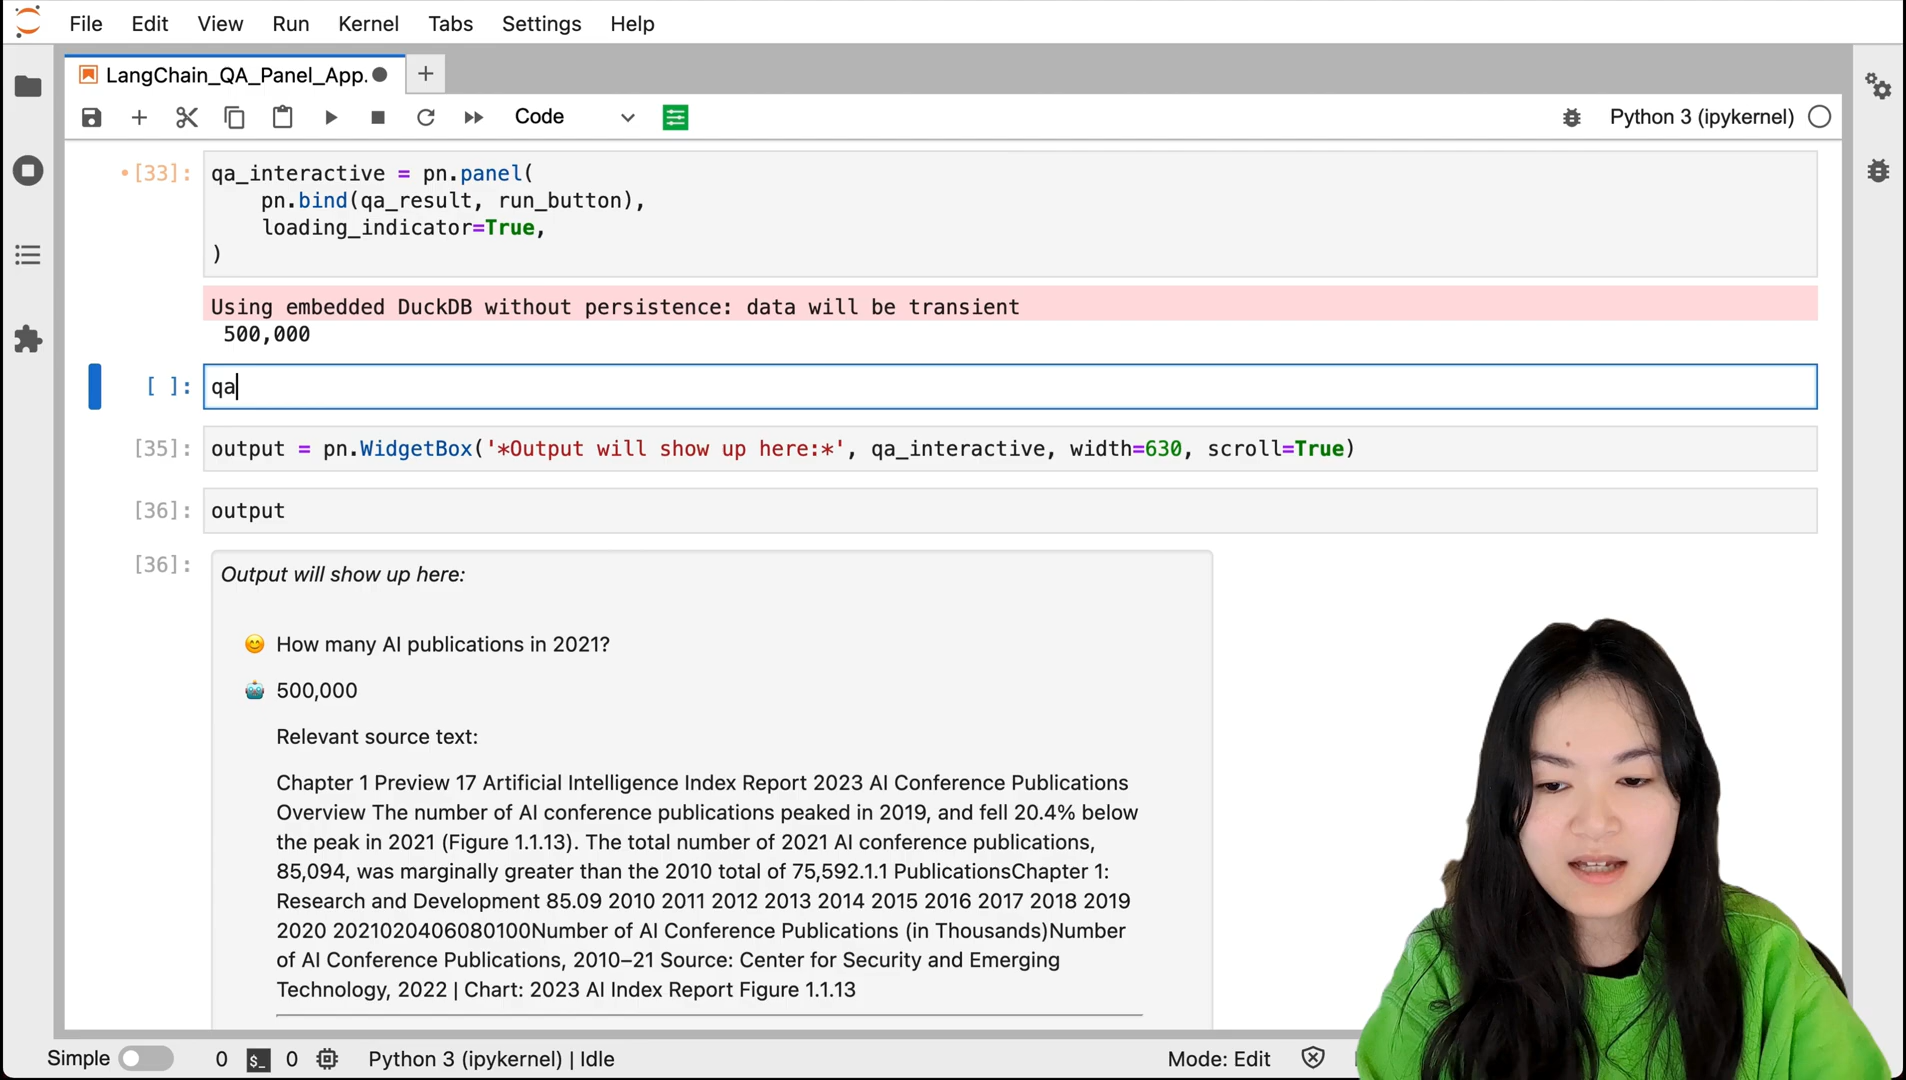 File Edit View Run Kernel Tabs Settings Help
LangChain_QA_Panel_App.
Code
Python 3 (ipykernel)
[33]: qa_interactive = pn.panel(
pn.bind(qa_result, run_button),
loading_indicator=True,
)
Using embedded DuckDB without persistence: data will be transient
500,000
[ ]: qa
[35]: output = pn.WidgetBox('*Output will show up here:*', qa_interactive, width=630, scroll=True)
[36]: output
[36]: Output will show up here:
How many AI publications in 2021?
500,000
Relevant source text:
Chapter 1 Preview 17 Artificial Intelligence Index Report 2023 AI Conference Publications
Overview The number of AI conference publications peaked in 2019, and fell 20.4% below
the peak in 2021 (Figure 1.1.13). The total number of 2021 AI conference publications,
85,094, was marginally greater than the 2010 total of 75,592.1.1 PublicationsChapter 1:
Research and Development 85.09 2010 2011 2012 2013 2014 2015 2016 2017 2018 2019
2020 2021020406080100Number of AI Conference Publications (in Thousands)Number
of AI Conference Publications, 2010–21 Source: Center for Security and Emerging
Technology, 2022 | Chart: 2023 AI Index Report Figure 1.1.13
Simple 0 $_ 0 Python 3 (ipykernel) | Idle Mode: Edit